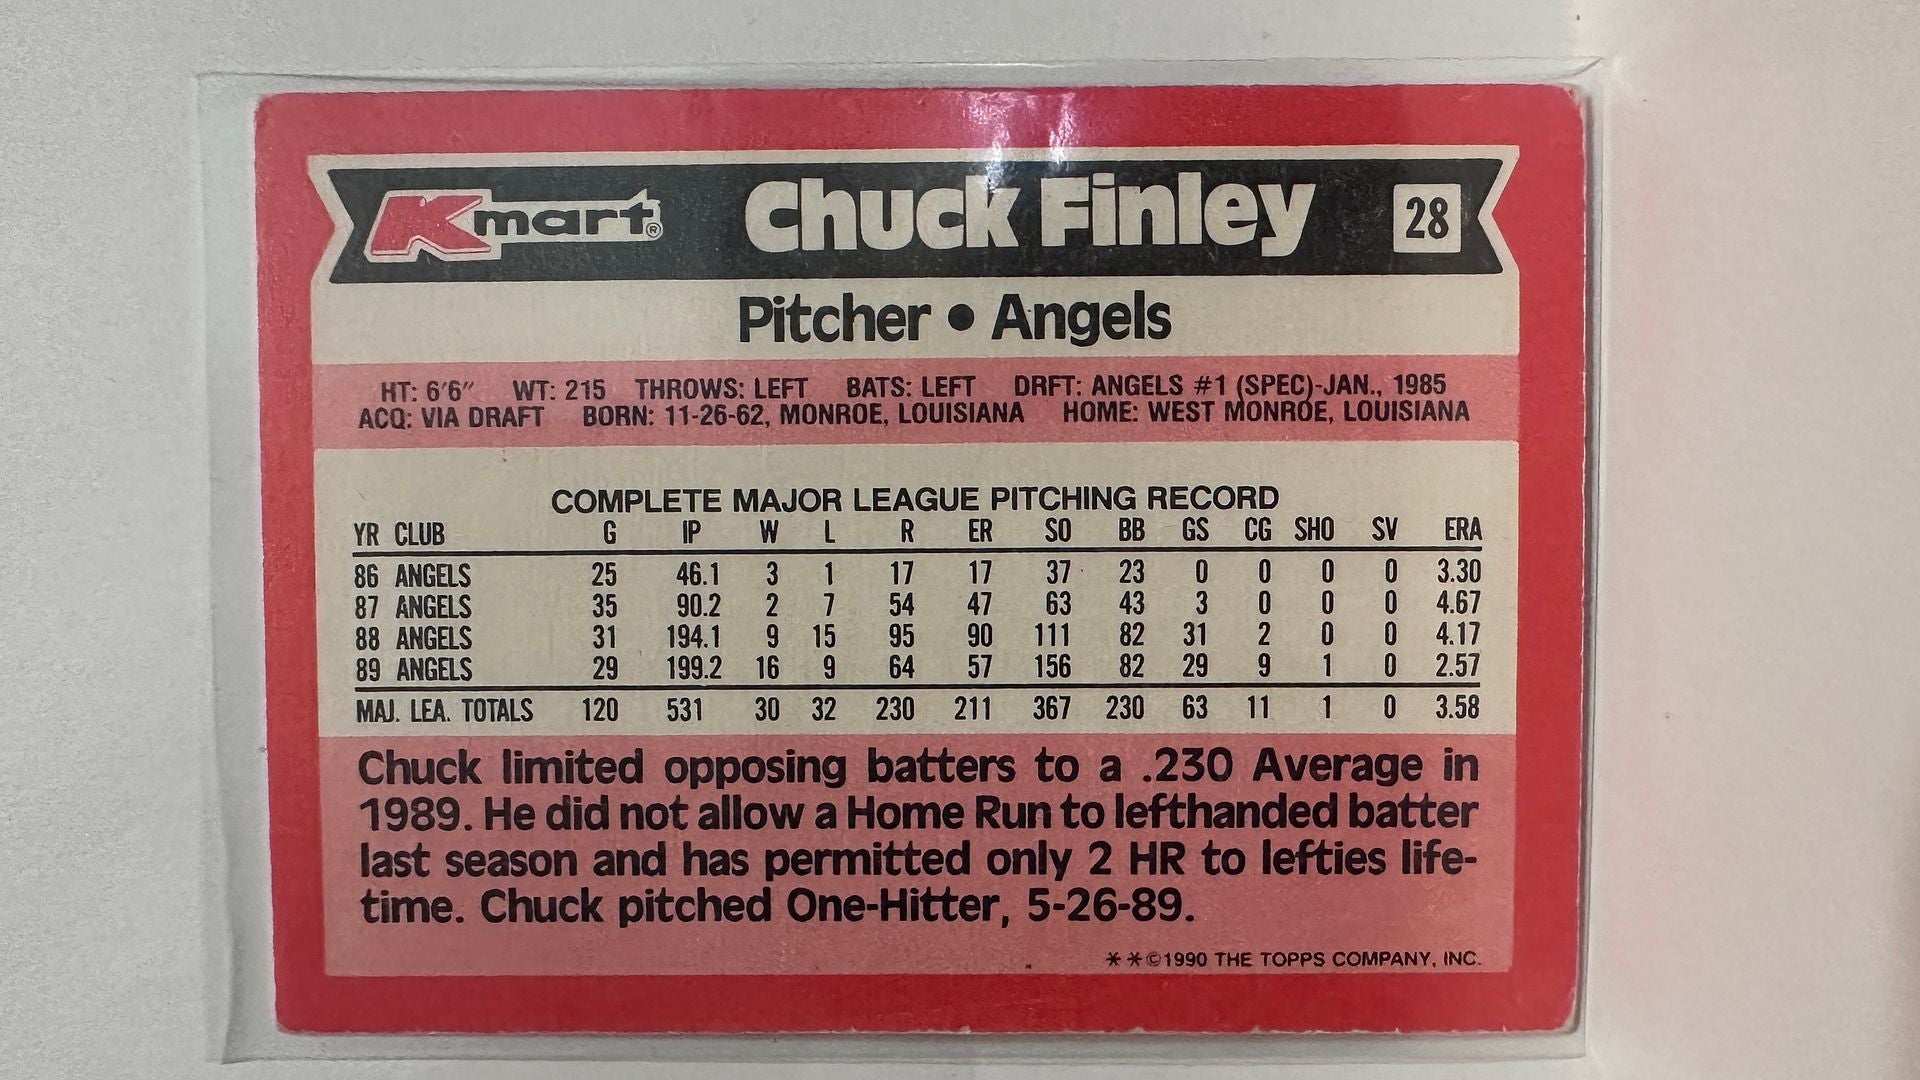 Kmart® Chuck Finley 28
Pitcher • Angels
HT: 6'6" WT: 215 THROWS: LEFT BATS: LEFT DRFT: ANGELS #1 (SPEC)-JAN., 1985
ACQ: VIA DRAFT BORN: 11-26-62, MONROE, LOUISIANA HOME: WEST MONROE, LOUISIANA
COMPLETE MAJOR LEAGUE PITCHING RECORD
YR CLUB G IP W L R ER SO BB GS CG SHO SV ERA
86 ANGELS 25 46.1 3 1 17 17 37 23 0 0 0 0 3.30
87 ANGELS 35 90.2 2 7 54 47 63 43 3 0 0 0 4.67
88 ANGELS 31 194.1 9 15 95 90 111 82 31 2 0 0 4.17
89 ANGELS 29 199.2 16 9 64 57 156 82 29 9 1 0 2.57
MAJ. LEA. TOTALS 120 531 30 32 230 211 367 230 63 11 1 0 3.58
Chuck limited opposing batters to a .230 Average in
1989. He did not allow a Home Run to lefthanded batter
last season and has permitted only 2 HR to lefties life-
time. Chuck pitched One-Hitter, 5-26-89.
**©1990 THE TOPPS COMPANY, INC.